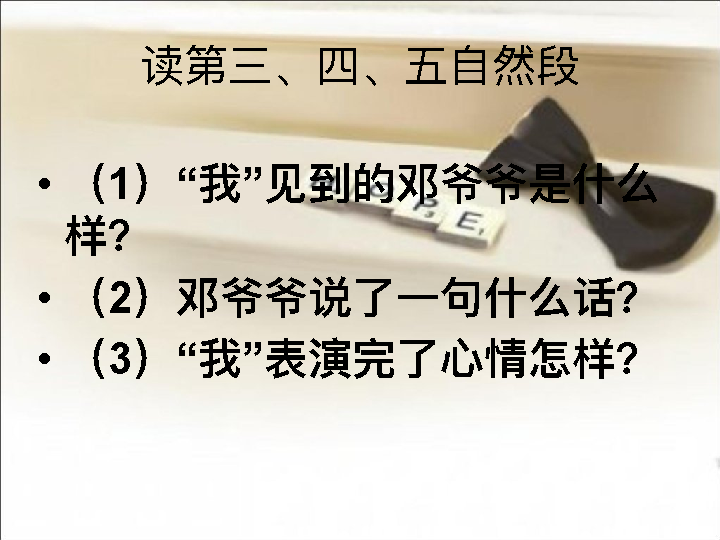 读第三、四、五自然段
• （1）“我”见到的邓爷爷是什么
样？
• （2）邓爷爷说了一句什么话？
• （3）“我”表演完了心情怎样？
P₃ E₁